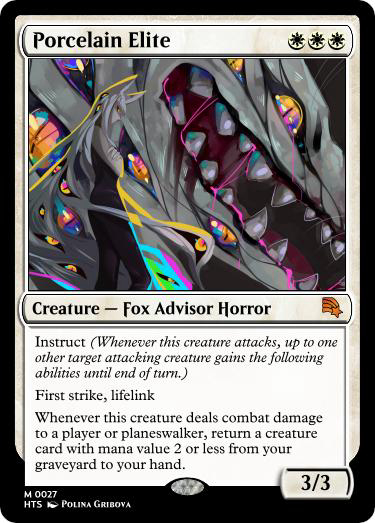 Porcelain Elite
Creature — Fox Advisor Horror
Instruct (Whenever this creature attacks, up to one
other target attacking creature gains the following
abilities until end of turn.)
First strike, lifelink
Whenever this creature deals combat damage
to a player or planeswalker, return a creature
card with mana value 2 or less from your
graveyard to your hand.
3/3
M 0027
HTS Polina Gribova